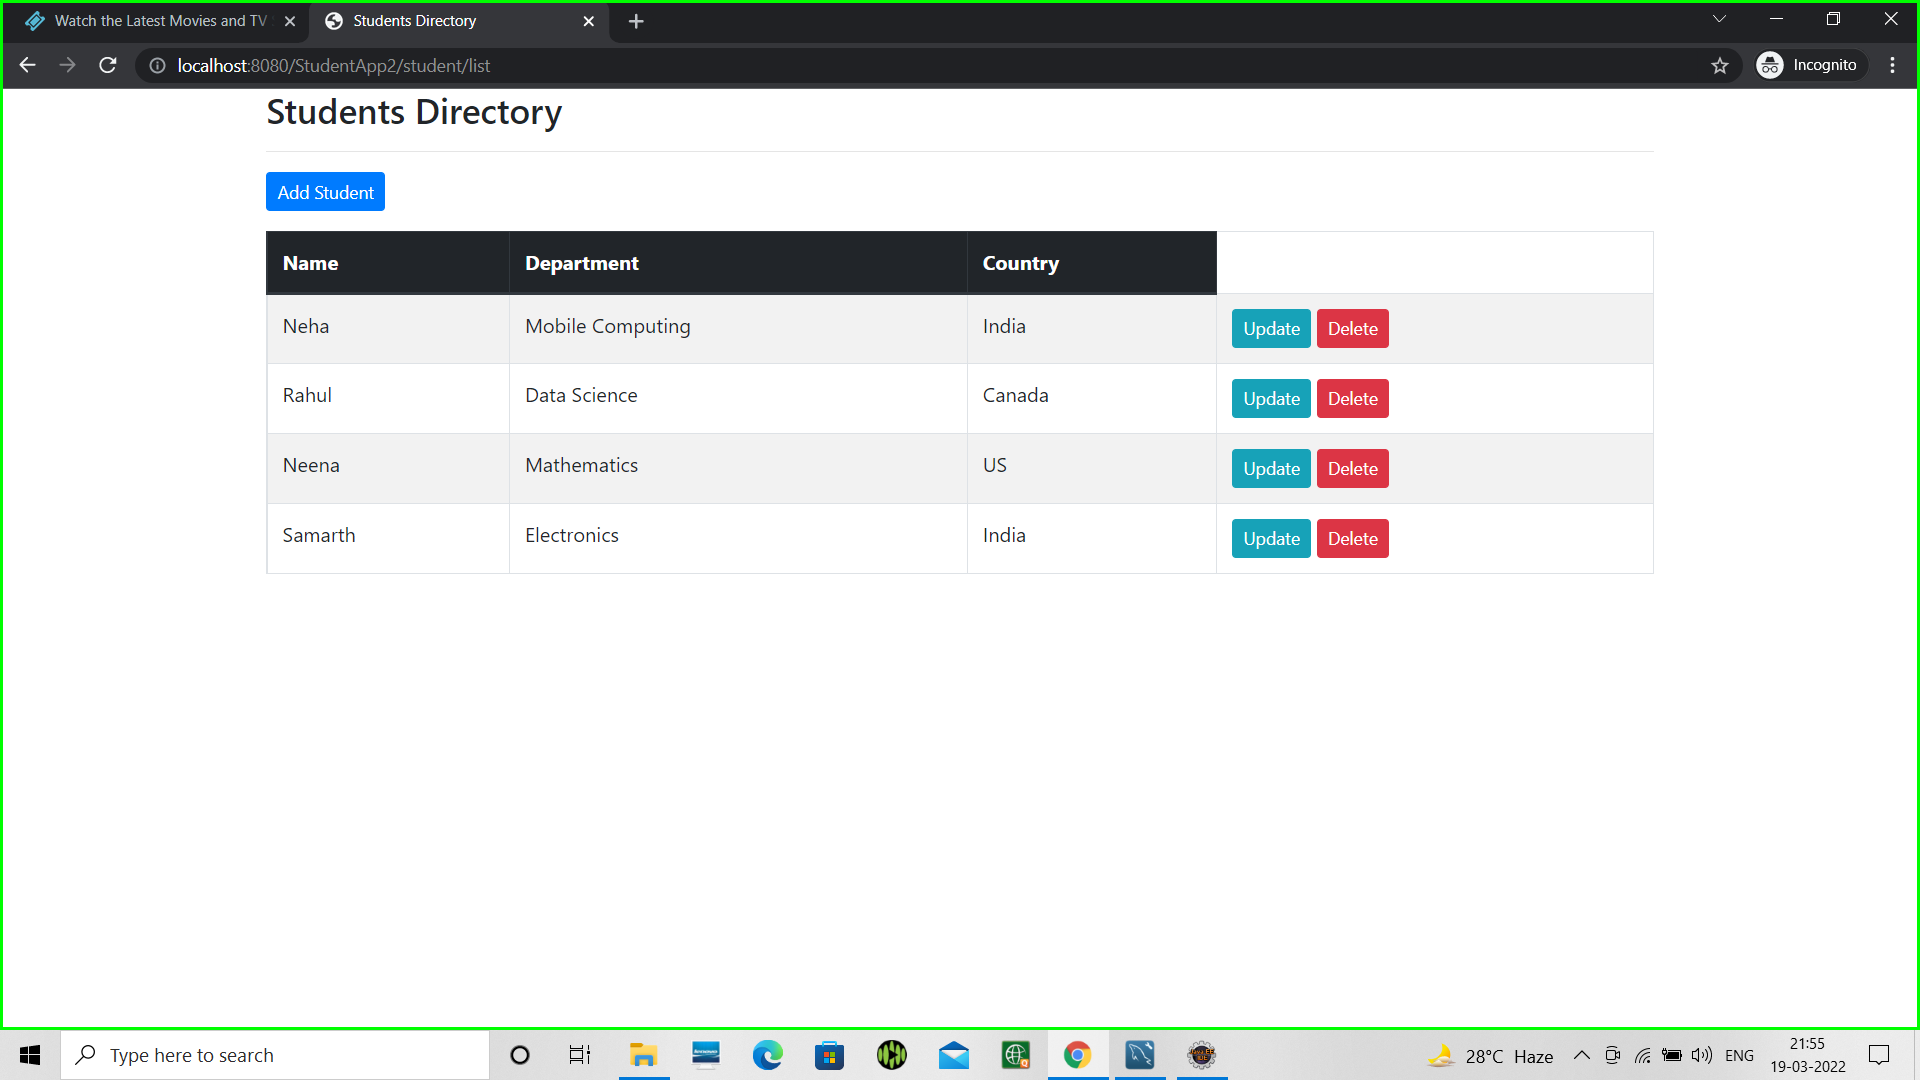 Watch the Latest Movies and TV
Students Directory
localhost:8080/StudentApp2/student/list
Incognito
Students Directory
Add Student
Name Department Country
Neha Mobile Computing India Update Delete
Rahul Data Science Canada Update Delete
Neena Mathematics US Update Delete
Samarth Electronics India Update Delete
Type here to search
28°C Haze
ENG
21:55
19-03-2022